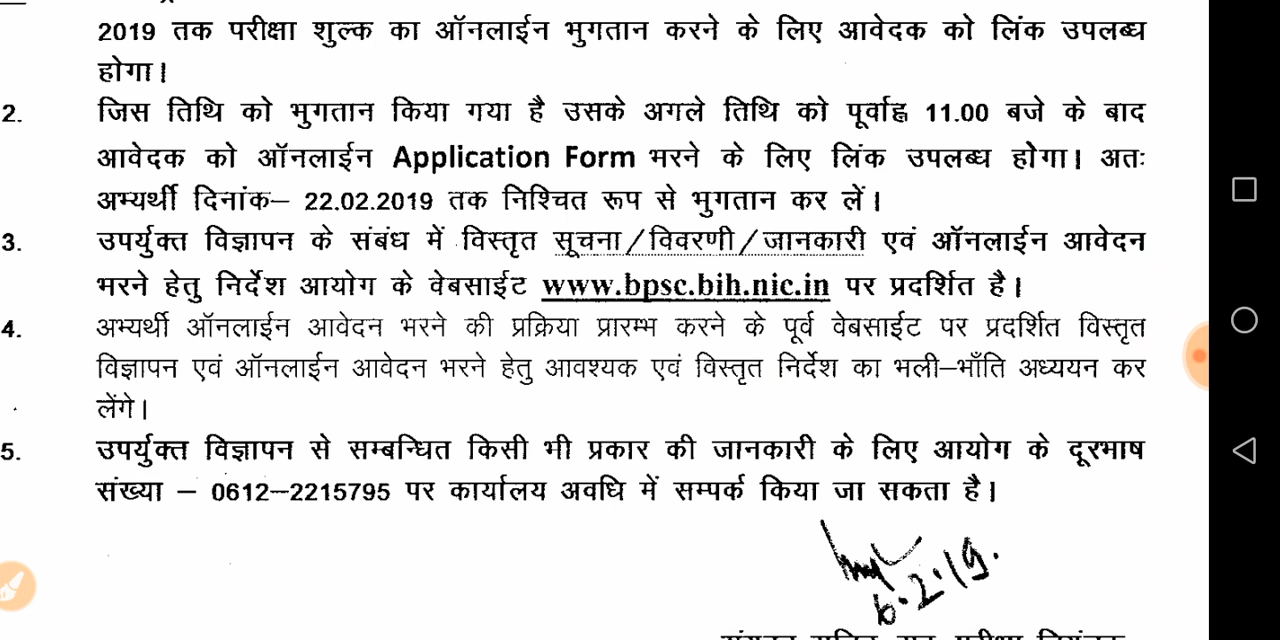 2019 तक परीक्षा शुल्क का ऑनलाईन भुगतान करने के लिए आवेदक को लिंक उपलब्ध
होगा।
2. जिस तिथि को भुगतान किया गया है उसके अगले तिथि को पूर्वाह्न 11.00 बजे के बाद
आवेदक को ऑनलाईन Application Form भरने के लिए लिंक उपलब्ध होगा। अतः
अभ्यर्थी दिनांक– 22.02.2019 तक निश्चित रूप से भुगतान कर लें।
3. उपर्युक्त विज्ञापन के संबंध में विस्तृत सूचना/विवरणी/जानकारी एवं ऑनलाईन आवेदन
भरने हेतु निर्देश आयोग के वेबसाईट www.bpsc.bih.nic.in पर प्रदर्शित है।
4. अभ्यर्थी ऑनलाईन आवेदन भरने की प्रक्रिया प्रारम्भ करने के पूर्व वेबसाईट पर प्रदर्शित विस्तृत
विज्ञापन एवं ऑनलाईन आवेदन भरने हेतु आवश्यक एवं विस्तृत निर्देश का भली–भाँति अध्ययन कर
लेंगे।
5. उपर्युक्त विज्ञापन से सम्बन्धित किसी भी प्रकार की जानकारी के लिए आयोग के दूरभाष
संख्या – 0612–2215795 पर कार्यालय अवधि में सम्पर्क किया जा सकता है।
6.2.19.